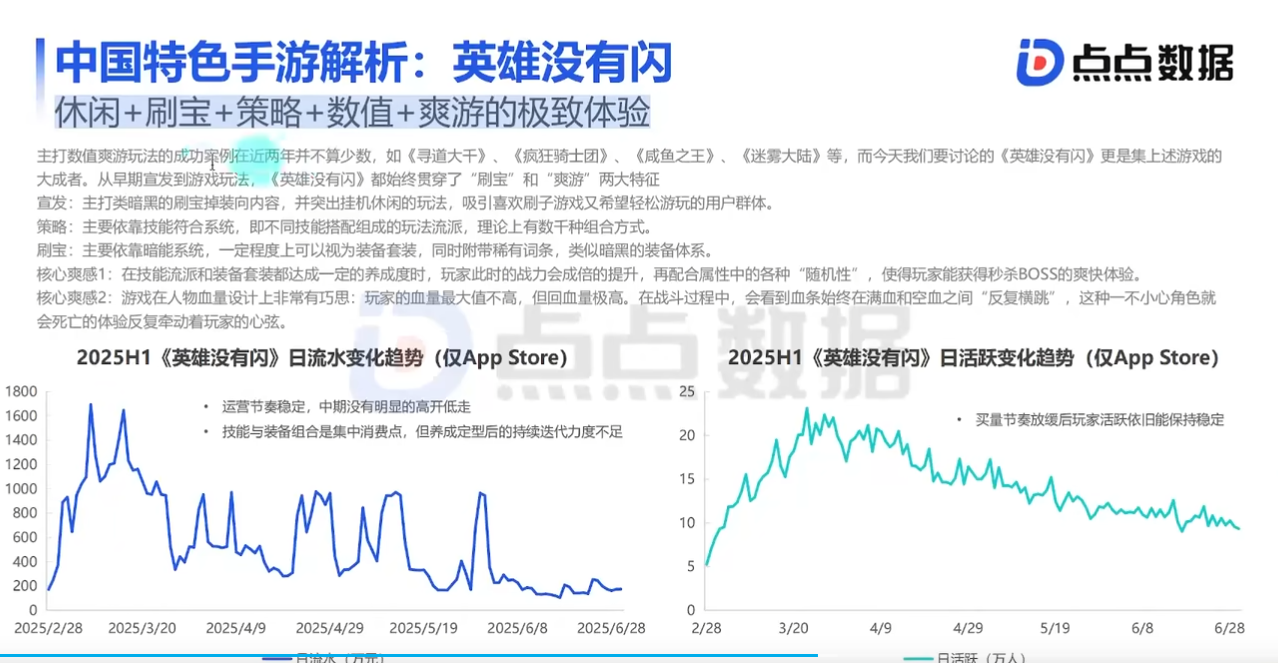 中国特色手游解析：英雄没有闪
点点数据
休闲+刷宝+策略+数值+爽游的极致体验
主打数值爽游玩法的成功案例在近两年并不算少数，如《寻道大千》、《疯狂骑士团》、《咸鱼之王》、《迷雾大陆》等，而今天我们要讨论的《英雄没有闪》更是集上述游戏的
大成者。从早期宣发到游戏玩法，《英雄没有闪》都始终贯穿了“刷宝”和“爽游”两大特征
宣发：主打类暗黑的刷宝掉装向内容，并突出挂机休闲的玩法，吸引喜欢刷子游戏又希望轻松游玩的用户群体。
策略：主要依靠技能符合系统，即不同技能搭配组成的玩法流派，理论上有数千种组合方式。
刷宝：主要依靠暗能系统，一定程度上可以视为装备套装，同时附带稀有词条，类似暗黑的装备体系。
核心爽感1：在技能流派和装备套装都达成一定的养成度时，玩家此时的战力会成倍的提升，再配合属性中的各种“随机性”，使得玩家能获得秒杀BOSS的爽快体验。
核心爽感2：游戏在人物血量设计上非常有巧思：玩家的血量最大值不高，但回血量极高。在战斗过程中，会看到血条始终在满血和空血之间“反复横跳”，这种一不小心角色就
会死亡的体验反复牵动着玩家的心弦。
点点数据
2025H1《英雄没有闪》日流水变化趋势（仅App Store）
1800
1600
1400
1200
1000
800
600
400
200
0
• 运营节奏稳定，中期没有明显的高开低走
• 技能与装备组合是集中消费点，但养成定型后的持续迭代力度不足
2025/2/28 2025/3/20 2025/4/9 2025/4/29 2025/5/19 2025/6/8 2025/6/28
日流水（万元）
2025H1《英雄没有闪》日活跃变化趋势（仅App Store）
25
20
15
10
5
0
• 买量节奏放缓后玩家活跃依旧能保持稳定
2/28 3/20 4/9 4/29 5/19 6/8 6/28
日活跃（万人）